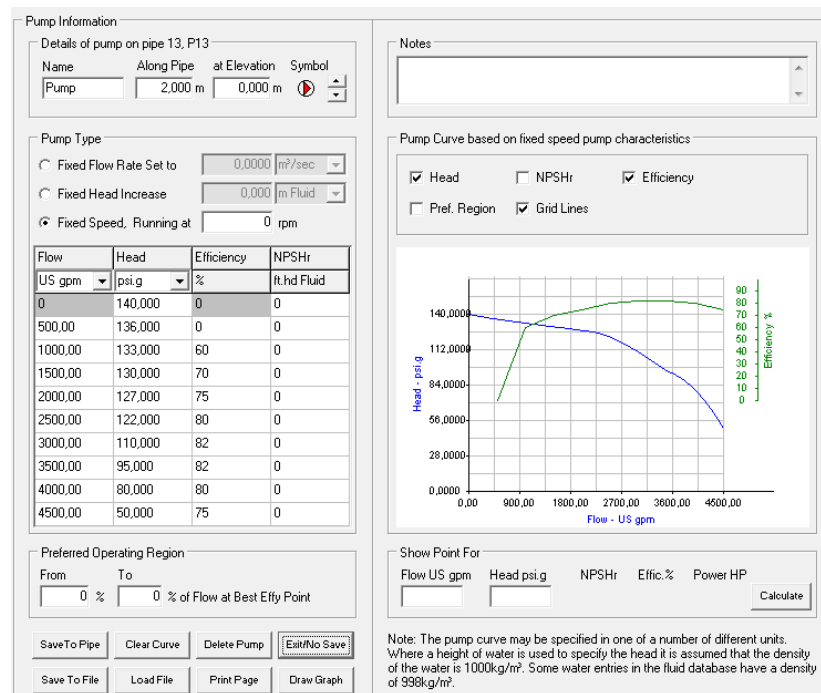 Pump Information
Details of pump on pipe 13, P13
Name Along Pipe at Elevation Symbol
Pump 2,000 m 0,000 m
Pump Type
Fixed Flow Rate Set to 0,0000 m³/sec
Fixed Head Increase 0,000 m Fluid
Fixed Speed, Running at 0 rpm
Flow Head Efficiency NPSHr
US gpm psi.g % ft.hd Fluid
0 140,000 0 0
500,00 136,000 0 0
1000,00 133,000 60 0
1500,00 130,000 70 0
2000,00 127,000 75 0
2500,00 122,000 80 0
3000,00 110,000 82 0
3500,00 95,000 82 0
4000,00 80,000 80 0
4500,00 50,000 75 0
Preferred Operating Region
From To
0 % 0 % of Flow at Best Effy Point
SaveTo Pipe Clear Curve Delete Pump Exit/No Save
Save To File Load File Print Page Draw Graph
Notes
Pump Curve based on fixed speed pump characteristics
Head NPSHr Efficiency
Pref. Region Grid Lines
140,0000
112,0000
84,0000
56,0000
28,0000
0,0000
Head - psi.g
0,00 900,00 1800,00 2700,00 3600,00 4500,00
Flow - US gpm
90
80
70
60
50
40
30
20
10
0
Efficiency %
Show Point For
Flow US gpm Head psi.g NPSHr Effic.% Power HP
Calculate
Note: The pump curve may be specified in one of a number of different units.
Where a height of water is used to specify the head it is assumed that the density
of the water is 1000kg/m³. Some water entries in the fluid database have a density
of 998kg/m³.